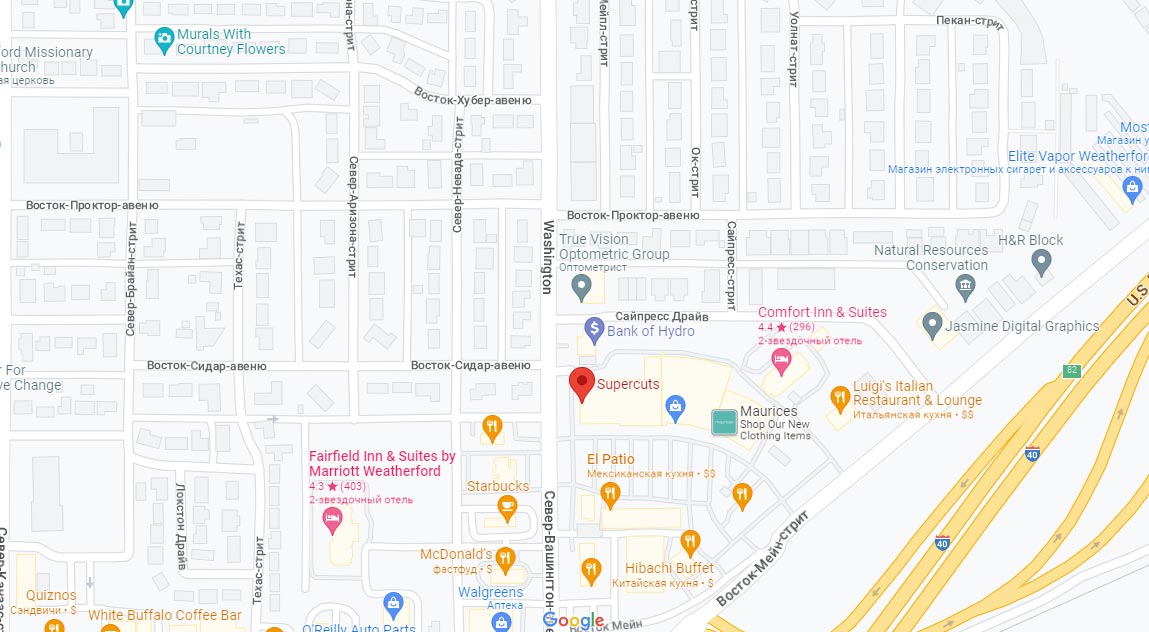 Пекан-стрит
Murals With
Courtney Flowers
ord Missionary
hurch
ая церковь
на-стрит
Мейпл-стрит
стрит
Уолнат-стрит
Восток-Хубер-авеню
Most
Магазин у
Elite Vapor Weatherfor
Магазин электронных сигарет и аксессуаров к ни
Север-Невада-стрит
Ок-стрит
Север-Аризона-стрит
Восток-Проктор-авеню
Восток-Проктор-авеню
Север-Брайан-стрит
Техас-стрит
Washington
True Vision
Optometric Group
Оптометрист
Сайпресс-стрит
Natural Resources
Conservation
H&R Block
U.S
Сайпресс Драйв
Bank of Hydro
Comfort Inn & Suites
4.4 ★ (296)
2-звездочный отель
Jasmine Digital Graphics
Восток-Сидар-авеню
Восток-Сидар-авеню
For
ve Change
82
Supercuts
Luigi's Italian
Restaurant & Lounge
Итальянская кухня • $$
Maurices
Shop Our New
Clothing Items
Fairfield Inn & Suites by
Marriott Weatherford
4.3 ★ (403)
2-звездочный отель
El Patio
Мексиканская кухня • $$
40
Starbucks
Локстон Драйв
Север-Вашингтон-с
Восток-Мейн-стрит
40
Техас-стрит
McDonald's
фастфуд • $
Hibachi Buffet
Китайская кухня • $
Север-Канзас-с
Quiznos
Сэндвичи • $
White Buffalo Coffee Bar
Walgreens
Аптека
O'Reilly Auto Parts
Google
Восток Мейн